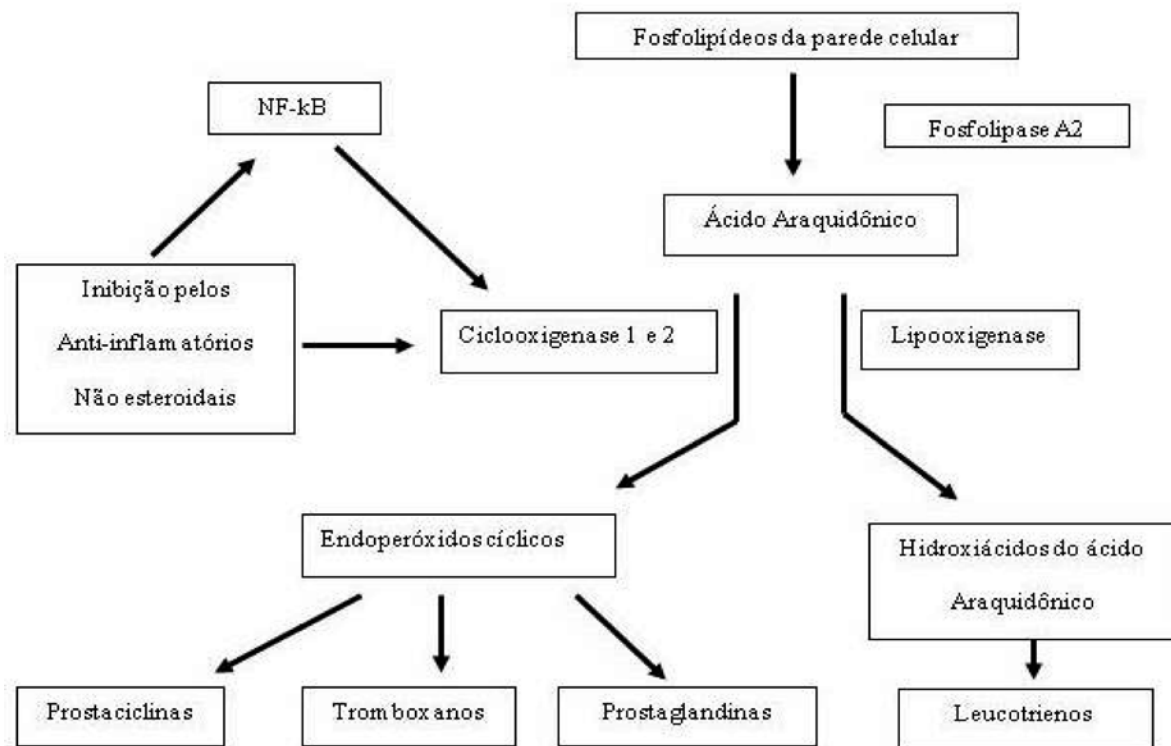 Fosfolipídeos da parede celular
NF-kB
Fosfolipase A2
Ácido Araquidônico
Inibição pelos
Anti-inflamatórios
Não esteroidais
Ciclooxigenase 1 e 2
Lipooxigenase
Endoperóxidos cíclicos
Hidroxiácidos do ácido
Araquidônico
Prostaciclinas
Tromboxanos
Prostaglandinas
Leucotrienos